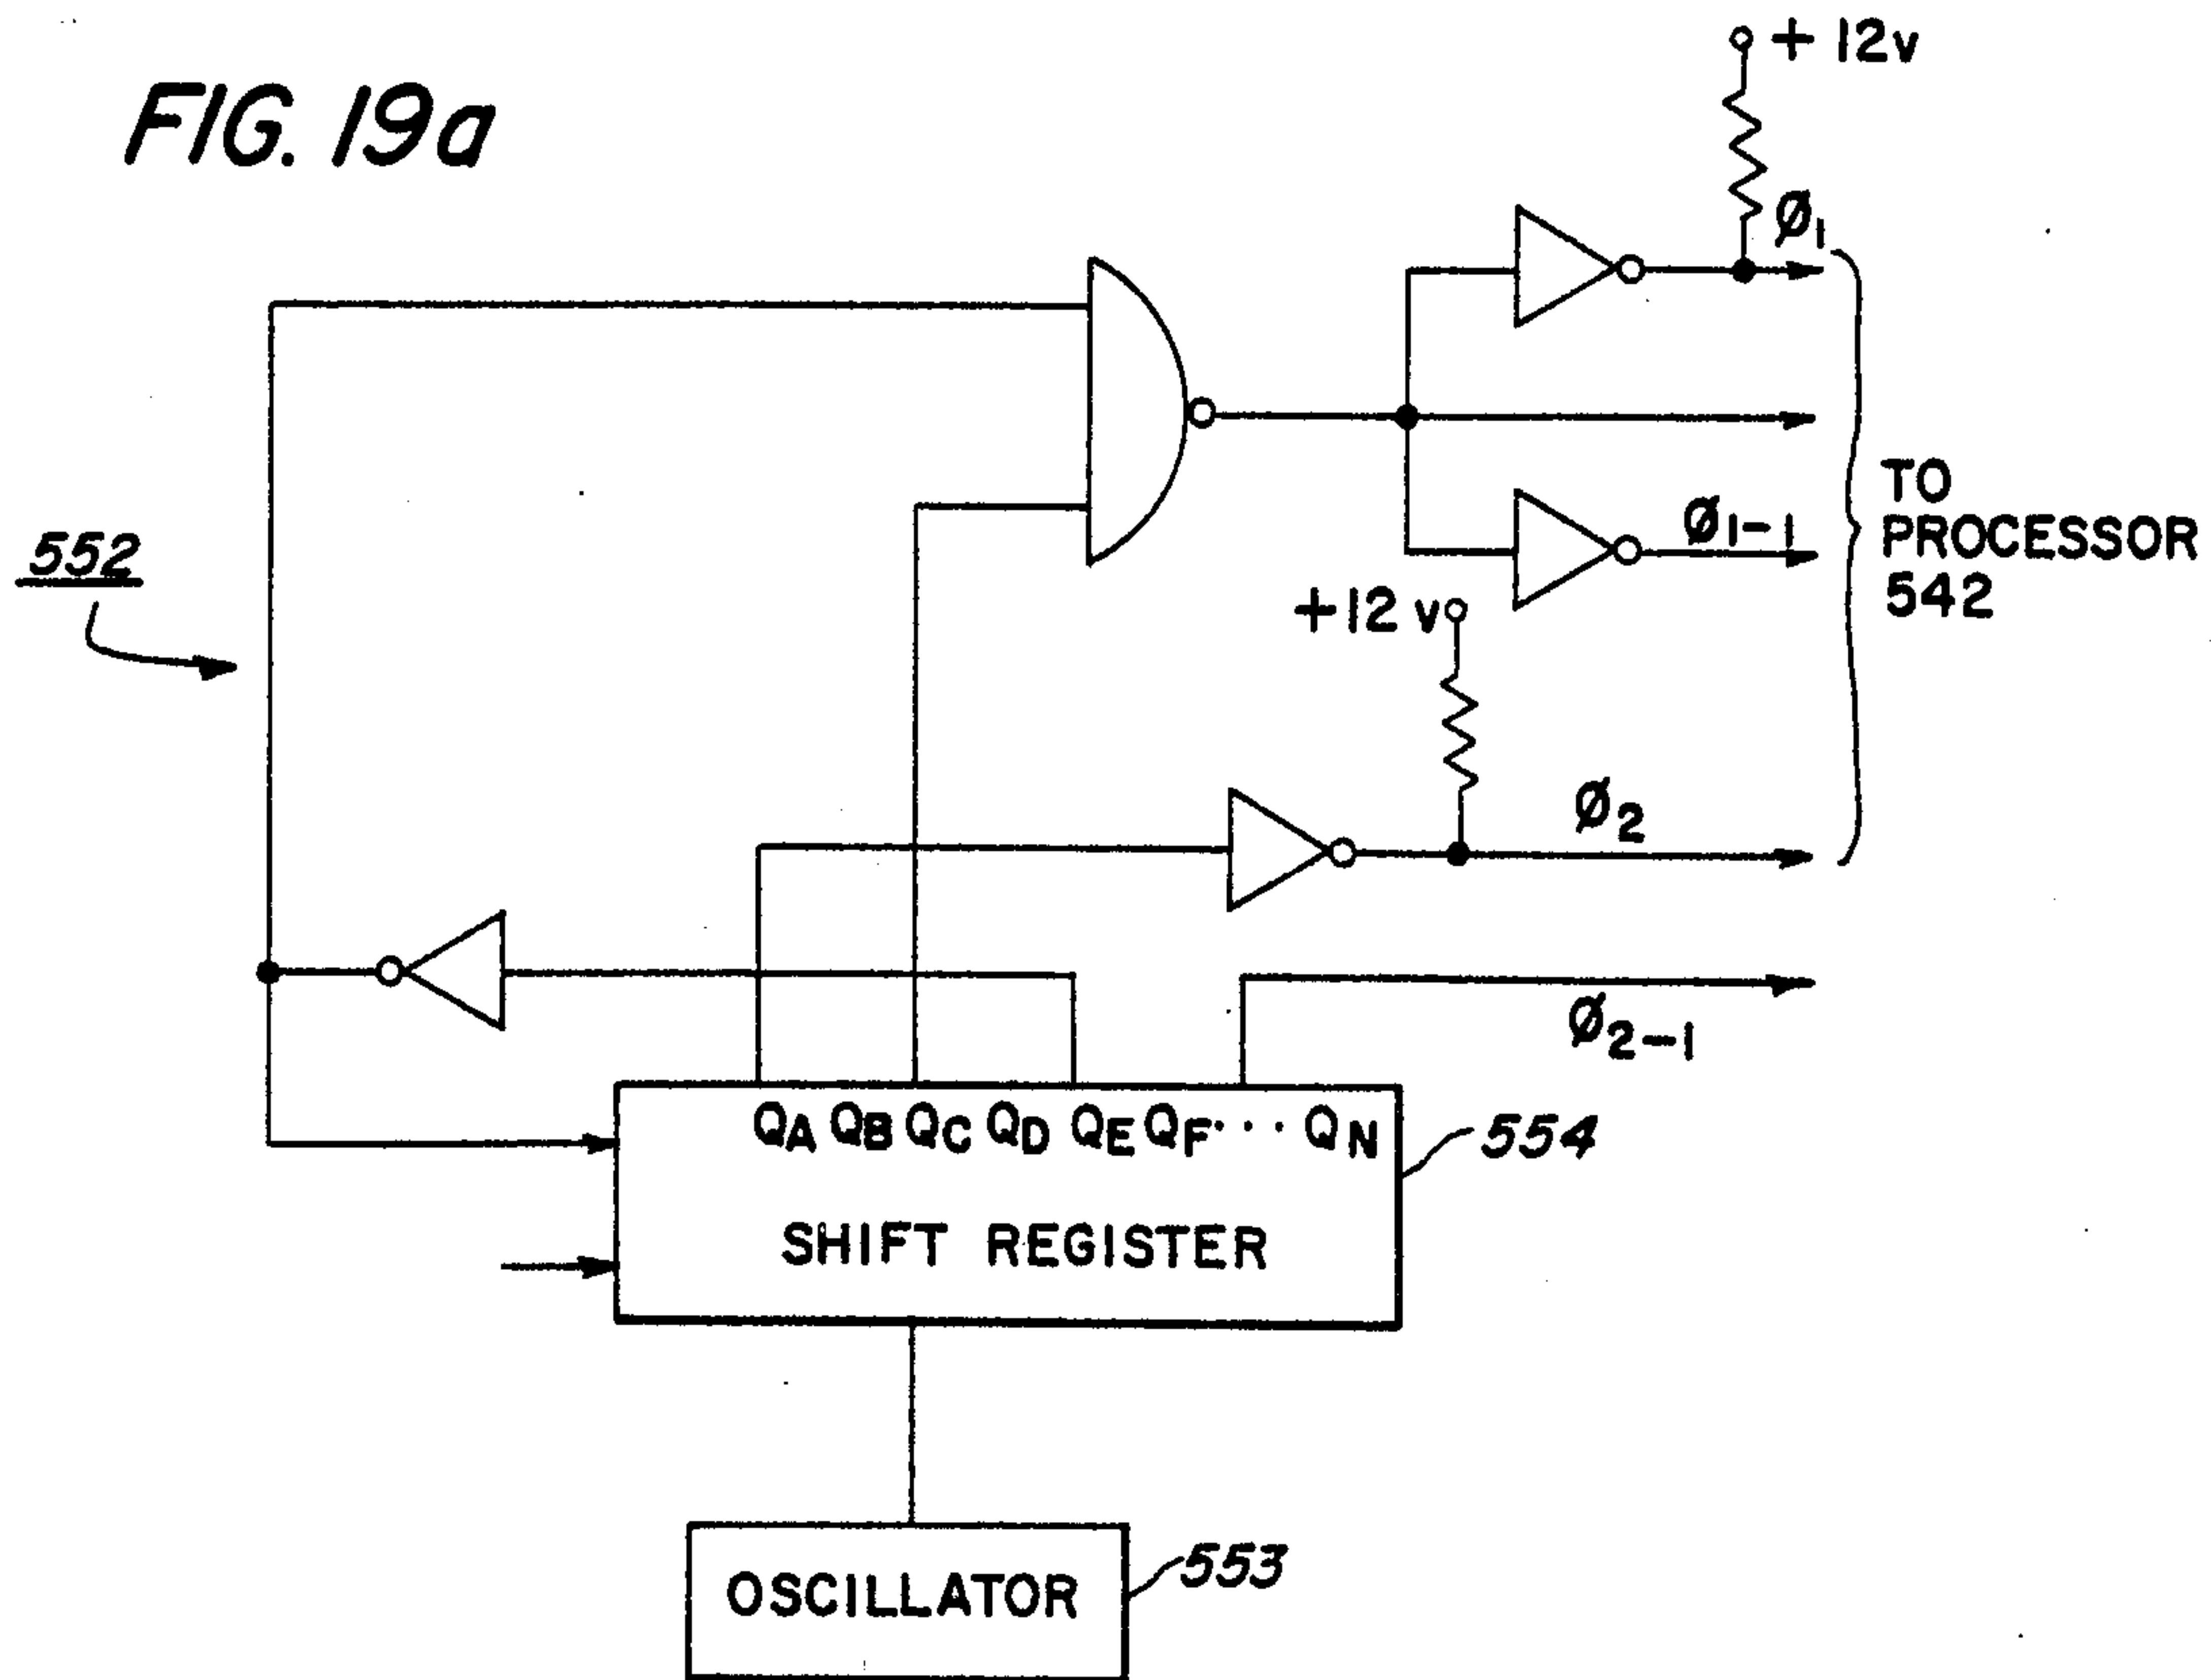 FIG. 19a
+ 12v
Ø1
552
Ø1-1
TO
PROCESSOR
542
+12 v
Ø2
Ø2-1
QA QB QC QD QE QF... QN
554
SHIFT REGISTER
OSCILLATOR
553